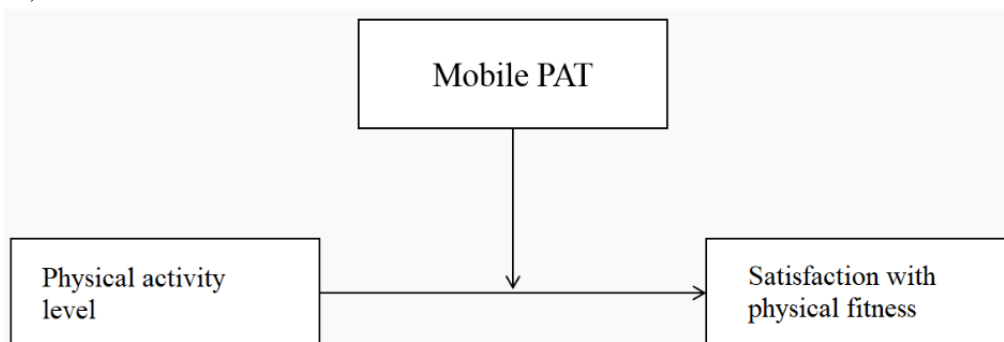 Mobile PAT
Physical activity
level
Satisfaction with
physical fitness